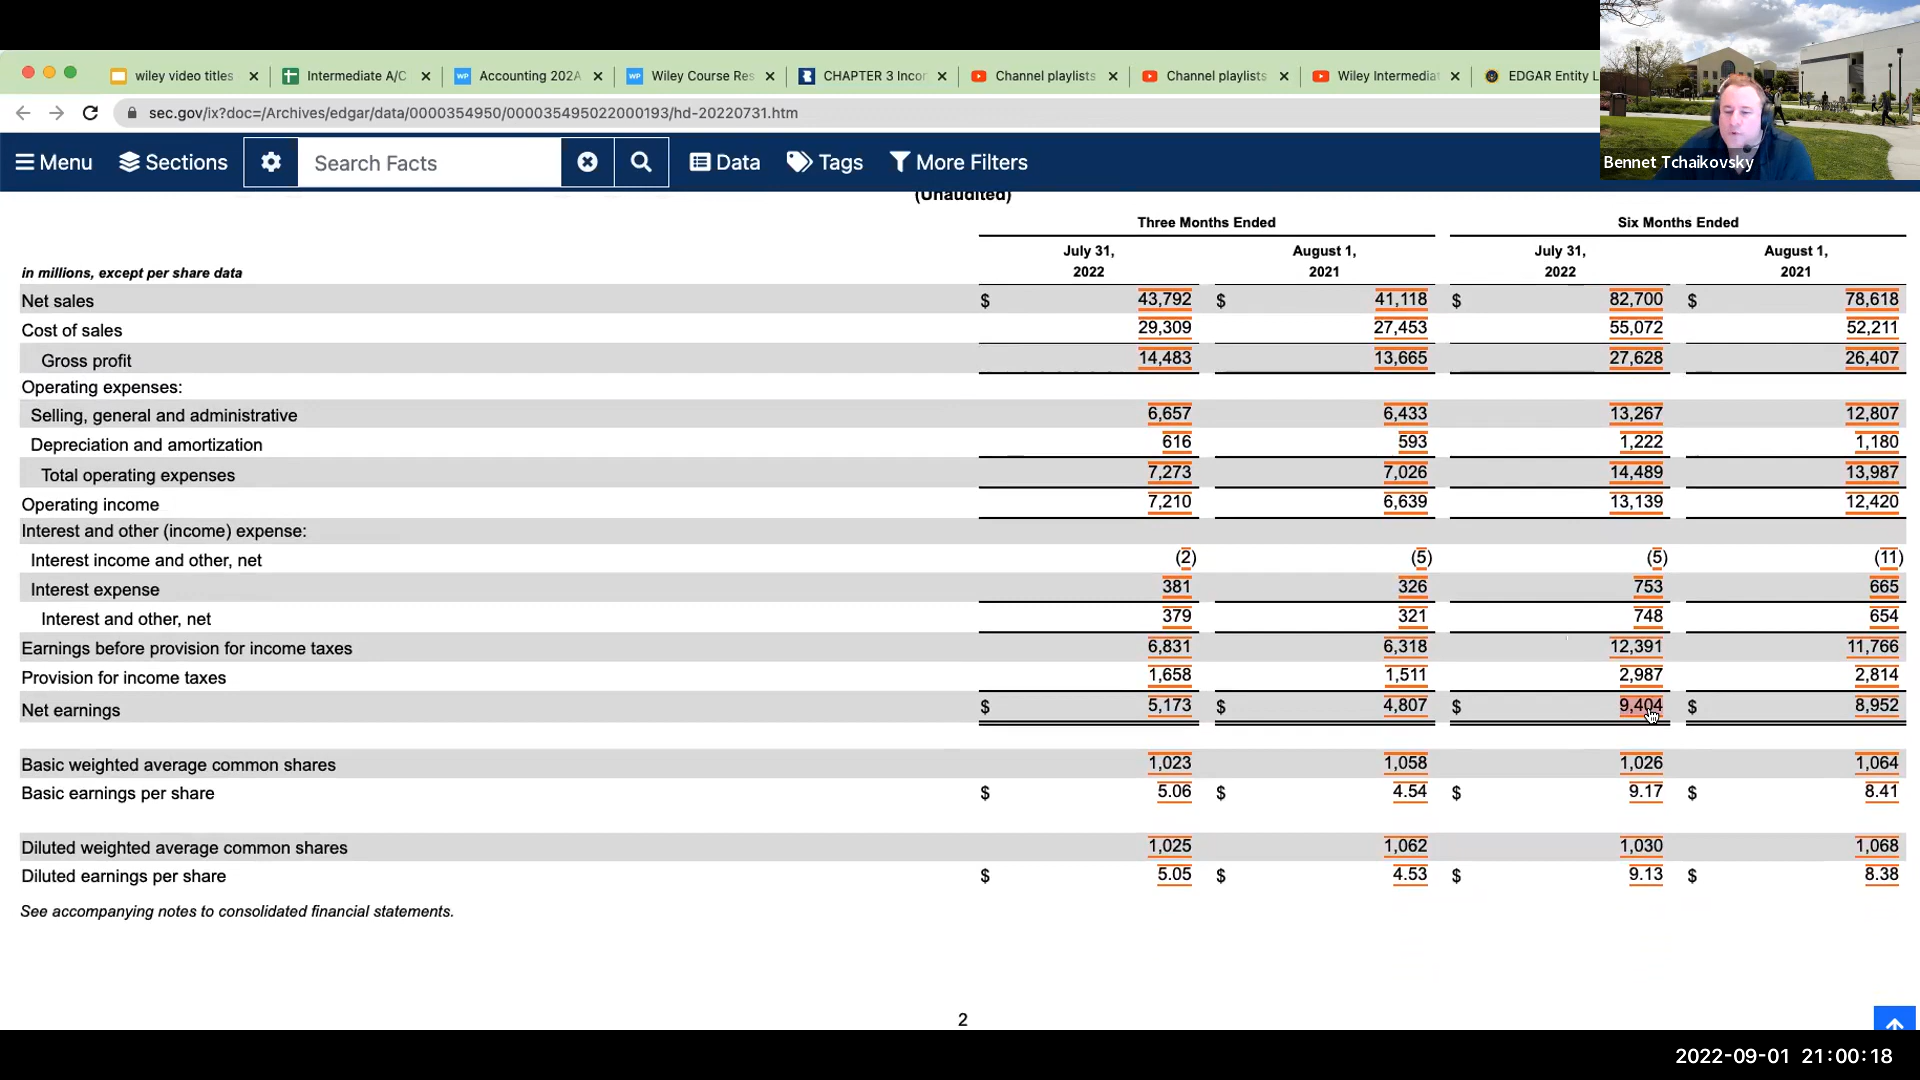 wiley video titles
Intermediate A/C
Accounting 202A
Wiley Course Res
CHAPTER 3 Incor
Channel playlists
Channel playlists
Wiley Intermediat
EDGAR Entity L
sec.gov/ix?doc=/Archives/edgar/data/0000354950/000035495022000193/hd-20220731.htm
Bennet Tchaikovsky
Menu Sections Search Facts Data Tags More Filters
(Unaudited)
Three Months Ended Six Months Ended
July 31, August 1, July 31, August 1,
in millions, except per share data 2022 2021 2022 2021
Net sales $ 43,792 $ 41,118 $ 82,700 $ 78,618
Cost of sales 29,309 27,453 55,072 52,211
Gross profit 14,483 13,665 27,628 26,407
Operating expenses:
Selling, general and administrative 6,657 6,433 13,267 12,807
Depreciation and amortization 616 593 1,222 1,180
Total operating expenses 7,273 7,026 14,489 13,987
Operating income 7,210 6,639 13,139 12,420
Interest and other (income) expense:
Interest income and other, net (2) (5) (5) (11)
Interest expense 381 326 753 665
Interest and other, net 379 321 748 654
Earnings before provision for income taxes 6,831 6,318 12,391 11,766
Provision for income taxes 1,658 1,511 2,987 2,814
Net earnings $ 5,173 $ 4,807 $ 9,404 $ 8,952
Basic weighted average common shares 1,023 1,058 1,026 1,064
Basic earnings per share $ 5.06 $ 4.54 $ 9.17 $ 8.41
Diluted weighted average common shares 1,025 1,062 1,030 1,068
Diluted earnings per share $ 5.05 $ 4.53 $ 9.13 $ 8.38
See accompanying notes to consolidated financial statements.
2
2022-09-01 21:00:18